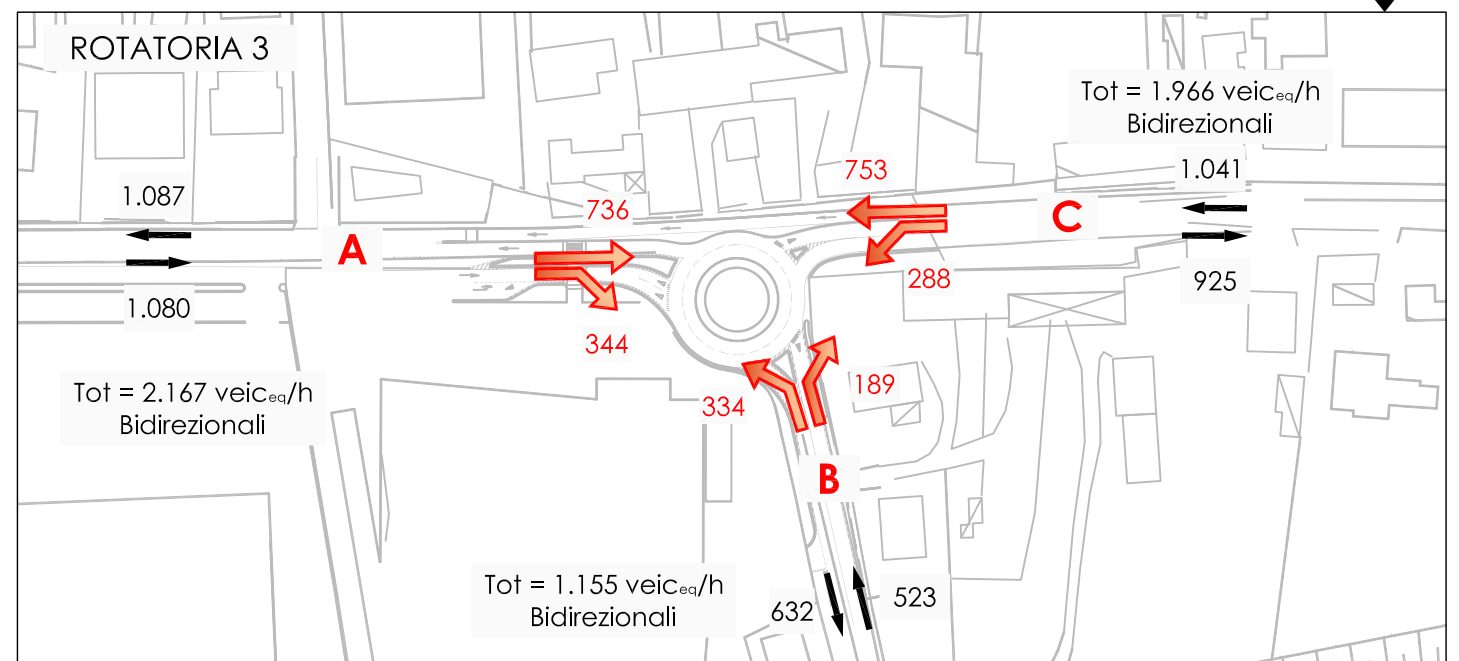 ROTATORIA 3
Tot = 1.966 veiceq/h
Bidirezionali
753
1.041
1.087
736
C
A
288
925
1.080
344
189
Tot = 2.167 veiceq/h
Bidirezionali
334
B
Tot = 1.155 veiceq/h
Bidirezionali
632
523